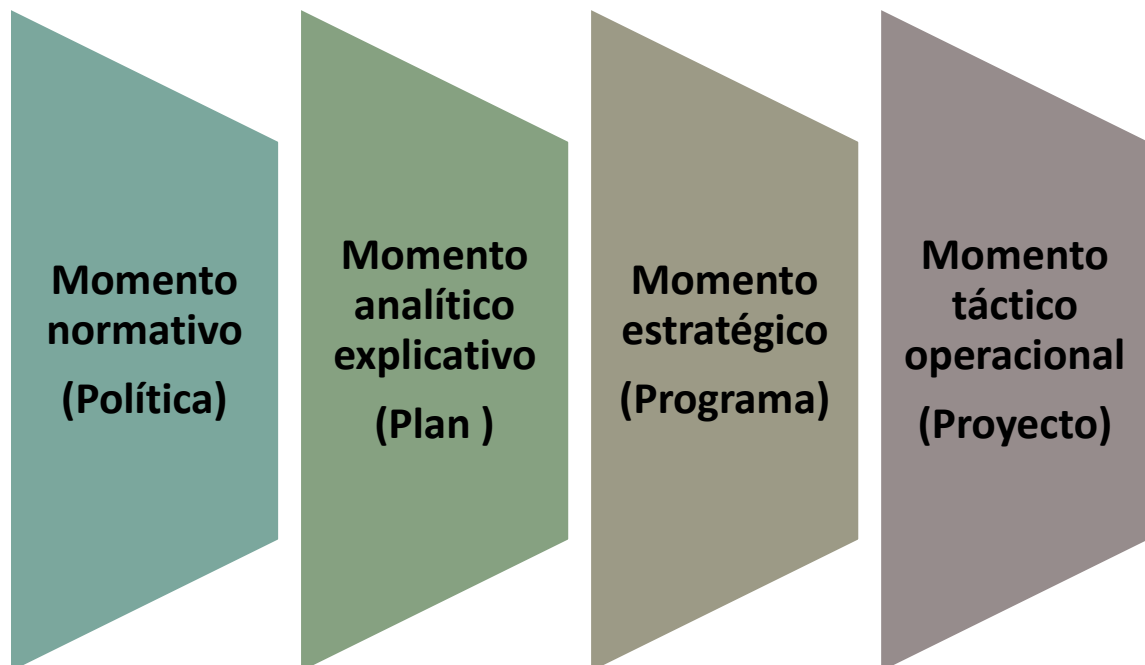 Momento
normativo
(Política)
Momento
analítico
explicativo
(Plan )
Momento
estratégico
(Programa)
Momento
táctico
operacional
(Proyecto)